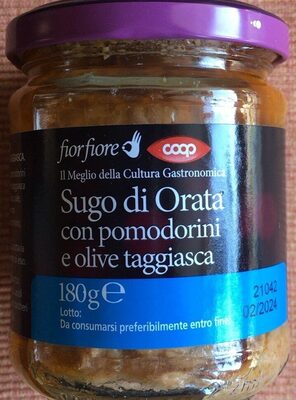 fiorfiore coop
Il Meglio della Cultura Gastronomica
Sugo di Orata
con pomodorini
e olive taggiasca
180g℮
21042
Lotto:
02/2024
Da consumarsi preferibilmente entro fine: